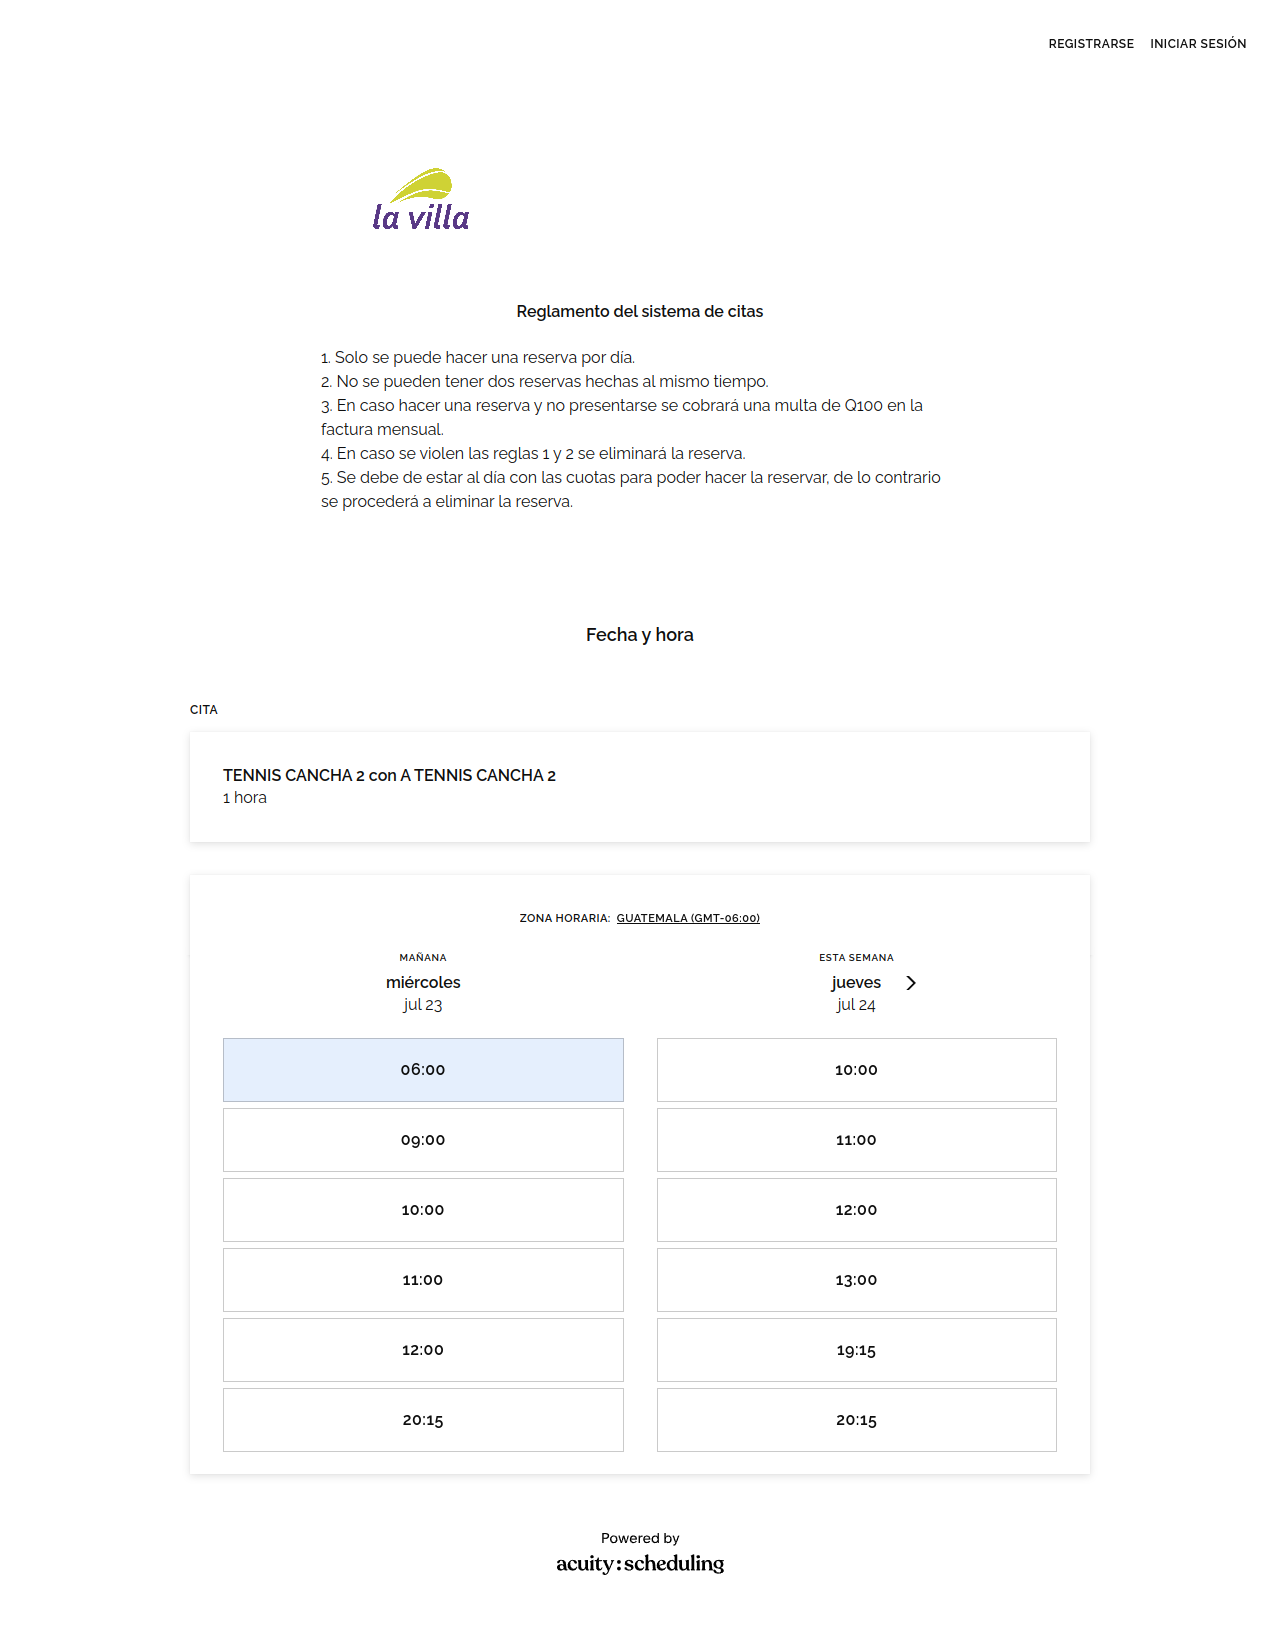 REGISTRARSE INICIAR SESIÓN
la villa
Reglamento del sistema de citas
1. Solo se puede hacer una reserva por día.
2. No se pueden tener dos reservas hechas al mismo tiempo.
3. En caso hacer una reserva y no presentarse se cobrará una multa de Q100 en la
factura mensual.
4. En caso se violen las reglas 1 y 2 se eliminará la reserva.
5. Se debe de estar al día con las cuotas para poder hacer la reservar, de lo contrario
se procederá a eliminar la reserva.
Fecha y hora
CITA
TENNIS CANCHA 2 con A TENNIS CANCHA 2
1 hora
ZONA HORARIA: GUATEMALA (GMT-06:00)
MAÑANA
miércoles
jul 23
06:00
09:00
10:00
11:00
12:00
20:15
ESTA SEMANA
jueves
jul 24
10:00
11:00
12:00
13:00
19:15
20:15
Powered by
acuity:scheduling